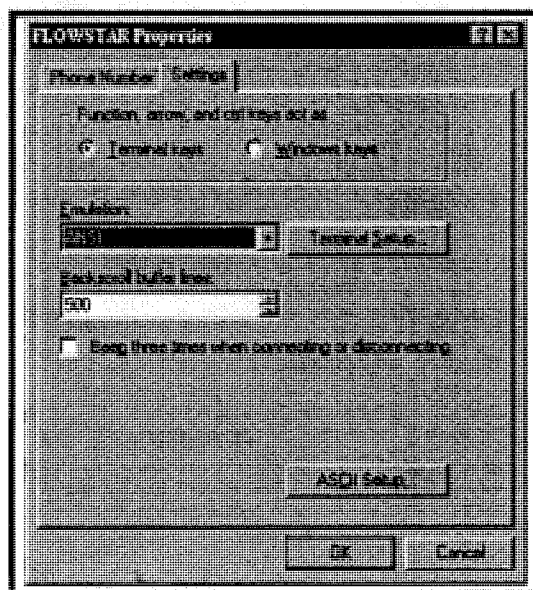 FLOWSTAR Properties
Phone Number Settings
Function, arrow, and ctrl keys act as
Terminal keys Windows keys
Emulation:
Terminal Setup...
Backscroll buffer lines:
500
Beep three times when connecting or disconnecting
ASCII Setup...
OK Cancel